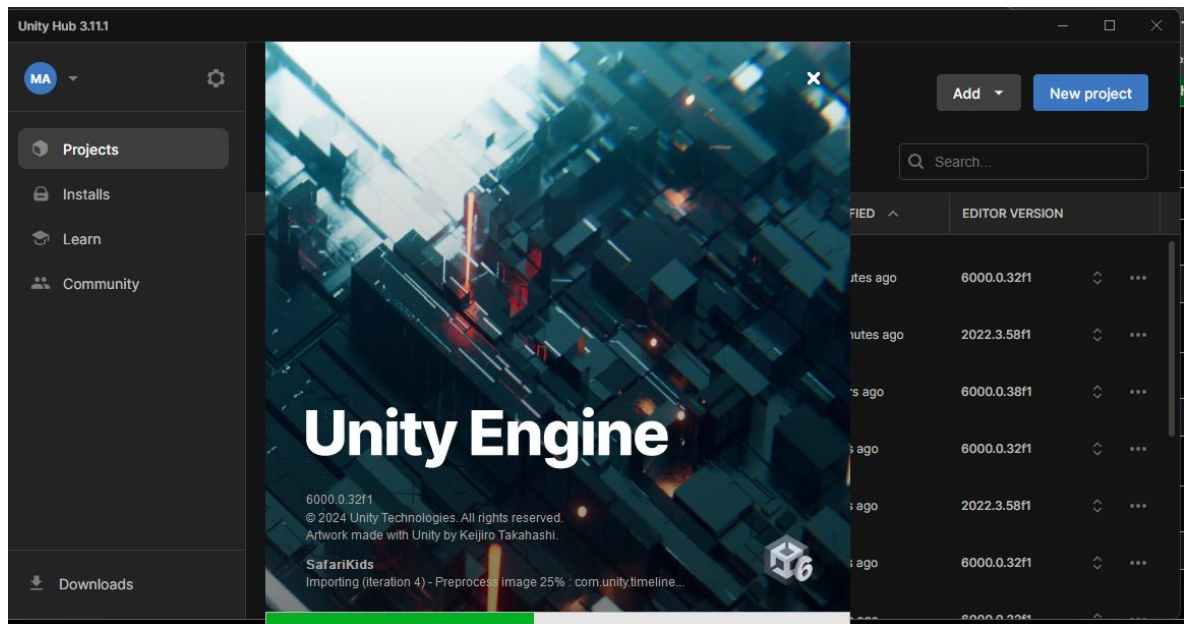 Unity Hub 3.11.1
MA
Add
New project
Projects
Search...
Installs
FIED
EDITOR VERSION
Learn
Community
utes ago
6000.0.32f1
nutes ago
2022.3.58f1
rs ago
6000.0.38f1
Unity Engine
s ago
6000.0.32f1
6000.0.32f1
© 2024 Unity Technologies. All rights reserved.
Artwork made with Unity by Keijiro Takahashi.
s ago
2022.3.58f1
SafariKids
Importing (iteration 4) - Preprocess image 25% : com.unity.timeline...
6
s ago
6000.0.32f1
Downloads